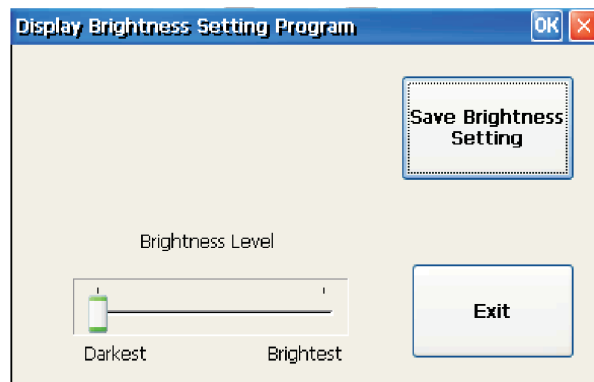 Display Brightness Setting Program OK
Save Brightness
Setting
Brightness Level
Darkest Brightest
Exit